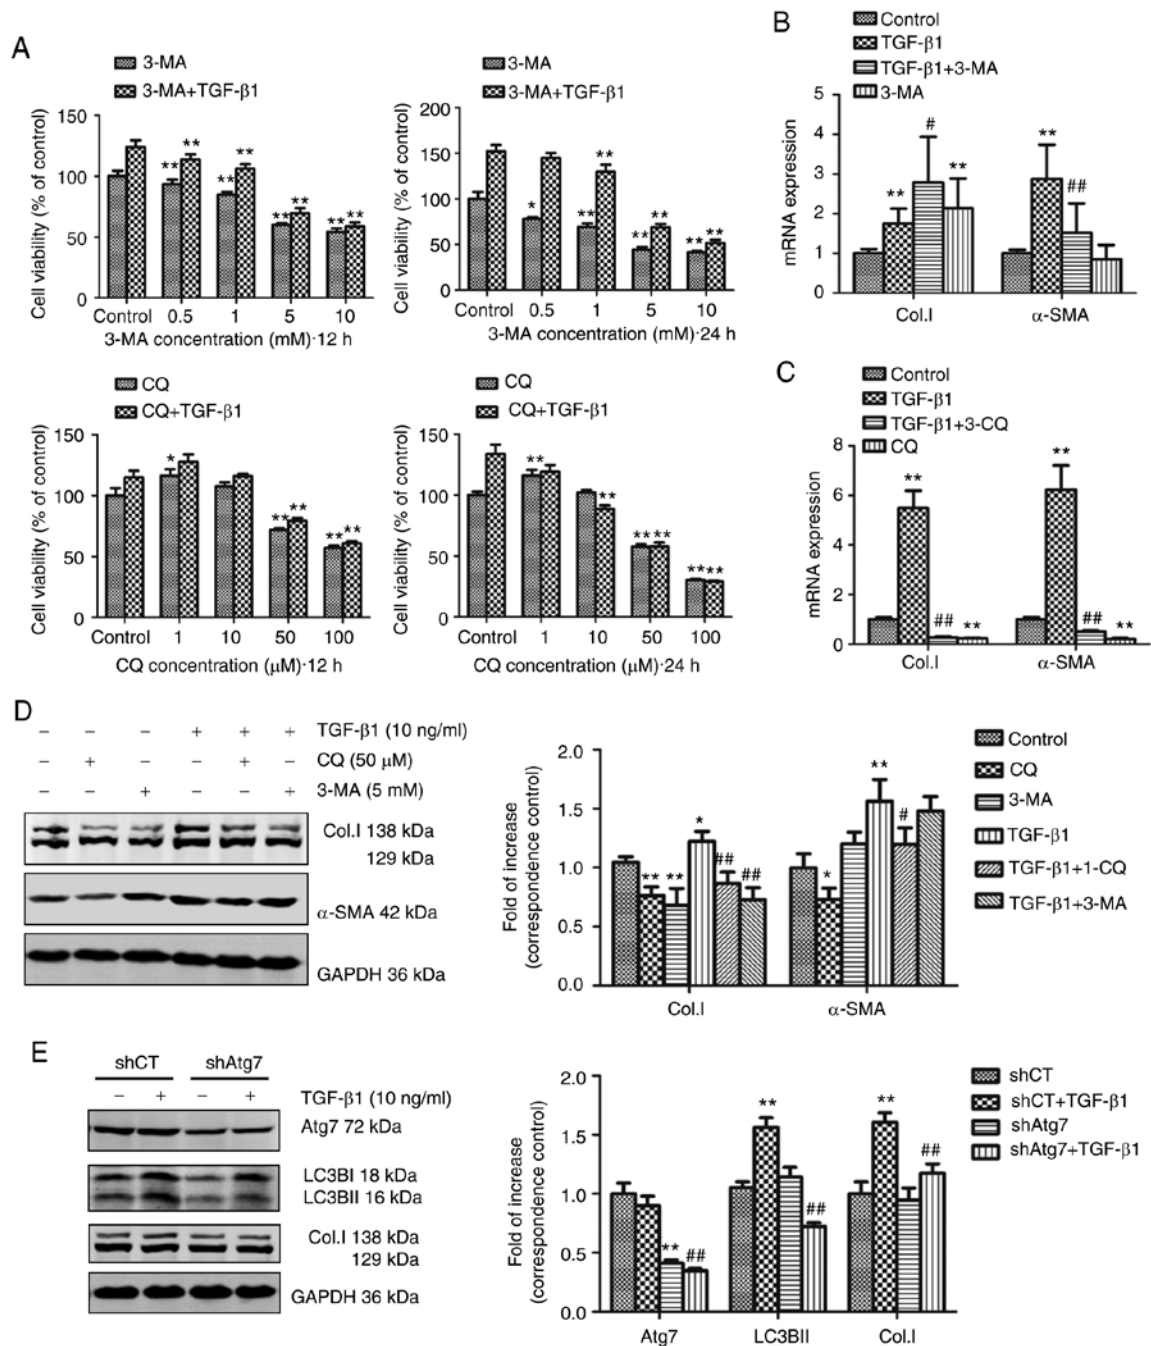 A
3-MA
3-MA+TGF-β1
150
100
50
0
Cell viability (% of control)
** ** ** ** ** ** ** **
Control 0.5 1 5 10
3-MA concentration (mM)·12 h
3-MA
3-MA+TGF-β1
200
150
100
50
0
Cell viability (% of control)
* ** ** ** ** ** **
Control 0.5 1 5 10
3-MA concentration (mM)·24 h
CQ
CQ+TGF-β1
150
100
50
0
Cell viability (% of control)
* ** ** ** **
Control 1 10 50 100
CQ concentration (μM)·12 h
CQ
CQ+TGF-β1
150
100
50
0
Cell viability (% of control)
** ** ** ** ** **
Control 1 10 50 100
CQ concentration (μM)·24 h
B
Control
TGF-β1
TGF-β1+3-MA
3-MA
5
4
3
2
1
0
mRNA expression
** # ** ** ##
Col.I α-SMA
C
Control
TGF-β1
TGF-β1+3-CQ
CQ
8
6
4
2
0
mRNA expression
** ## ** ** ## **
Col.I α-SMA
D
– – – + + + TGF-β1 (10 ng/ml)
– + – – + – CQ (50 μM)
– – + – – + 3-MA (5 mM)
Col.I 138 kDa
129 kDa
α-SMA 42 kDa
GAPDH 36 kDa
2.0
1.5
1.0
0.5
0.0
Fold of increase
(correspondence control)
** ** * ## ## * ** #
Col.I α-SMA
Control
CQ
3-MA
TGF-β1
TGF-β1+1-CQ
TGF-β1+3-MA
E
shCT shAtg7
– + – + TGF-β1 (10 ng/ml)
Atg7 72 kDa
LC3BI 18 kDa
LC3BII 16 kDa
Col.I 138 kDa
129 kDa
GAPDH 36 kDa
2.0
1.5
1.0
0.5
0.0
Fold of increase
(correspondence control)
** ## ** ## ** ##
Atg7 LC3BII Col.I
shCT
shCT+TGF-β1
shAtg7
shAtg7+TGF-β1